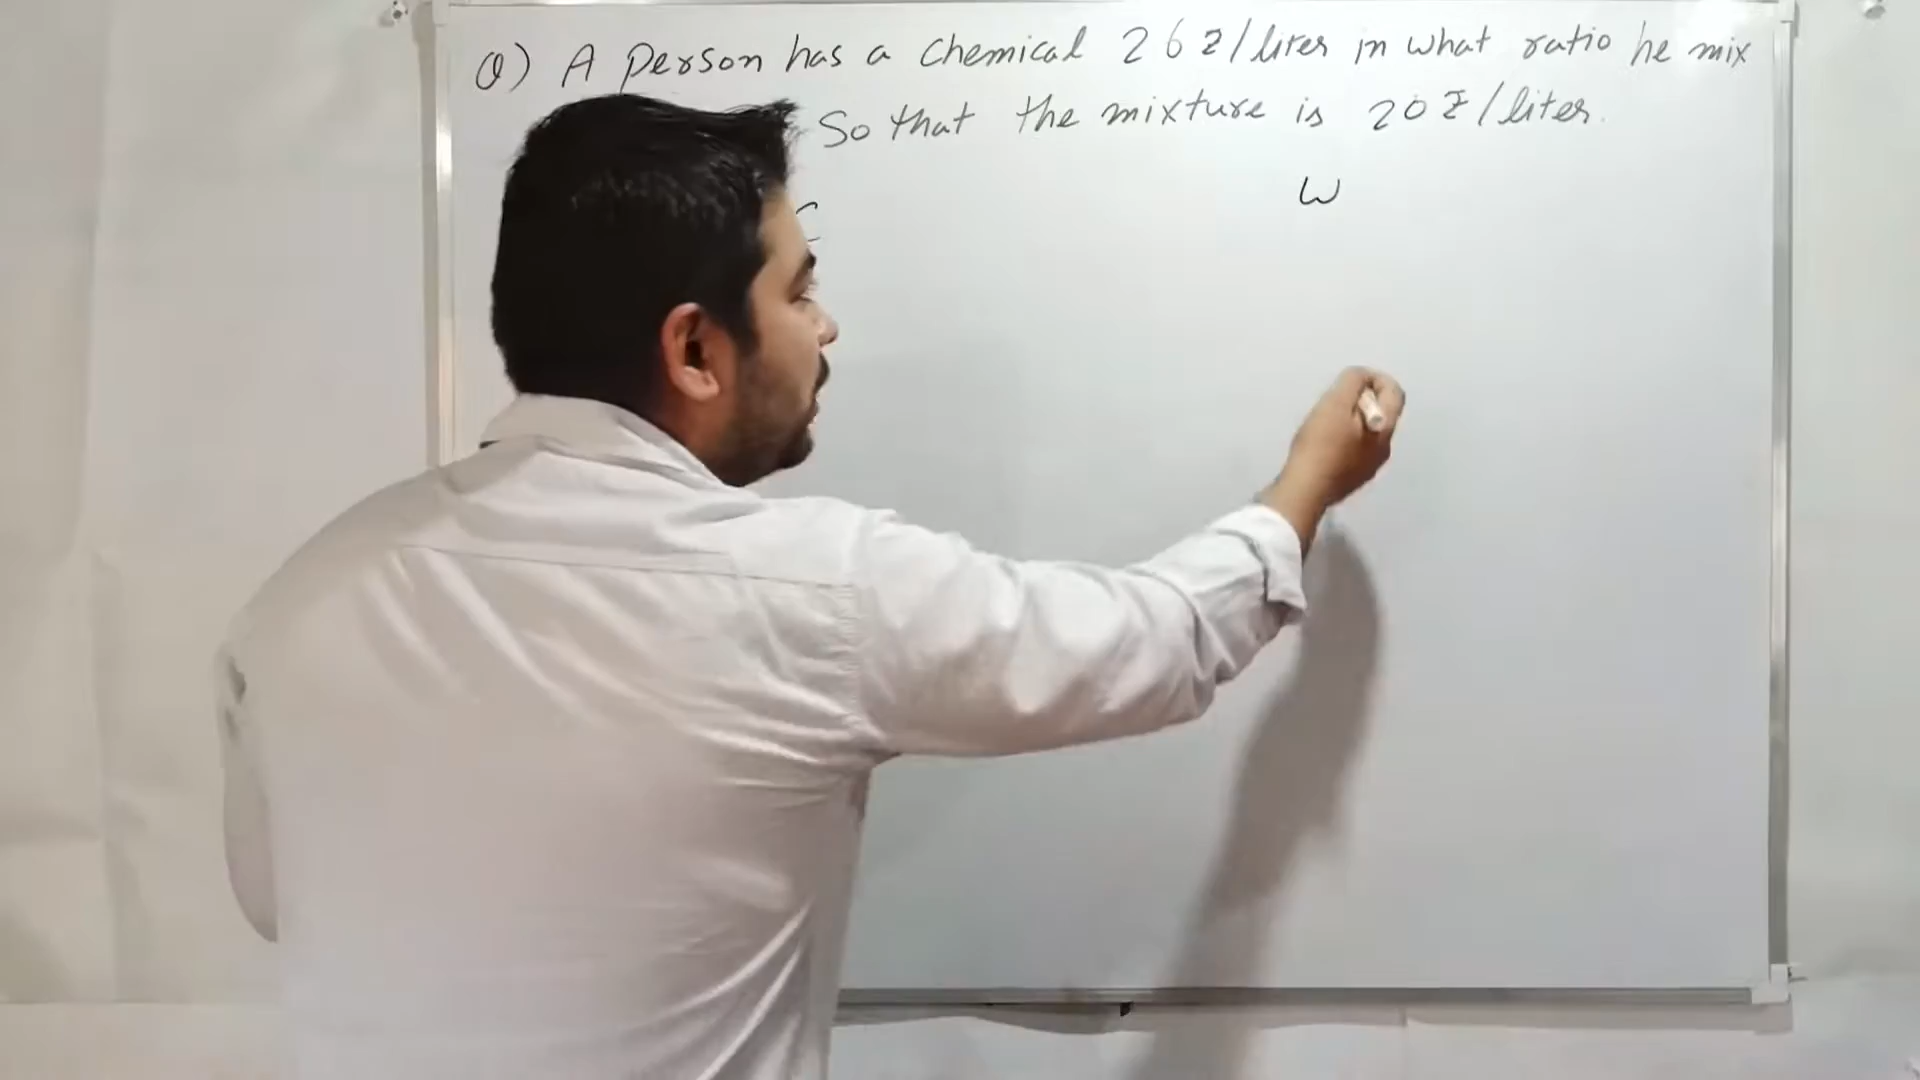 Q) A person has a chemical 26 ₹/liter in what ratio he mix
So that the mixture is 20 ₹/liter.
C W